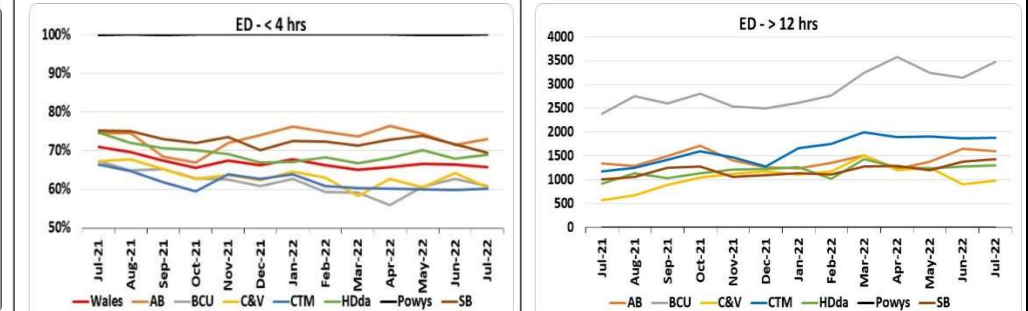 ED - < 4 hrs
100%
90%
80%
70%
60%
50%
Jul-21
Aug-21
Sep-21
Oct-21
Nov-21
Dec-21
Jan-22
Feb-22
Mar-22
Apr-22
May-22
Jun-22
Jul-22
Wales AB BCU C&V CTM HDda Powys SB
ED - > 12 hrs
4000
3500
3000
2500
2000
1500
1000
500
0
Jul-21
Aug-21
Sep-21
Oct-21
Nov-21
Dec-21
Jan-22
Feb-22
Mar-22
Apr-22
May-22
Jun-22
Jul-22
AB BCU C&V CTM HDda Powys SB